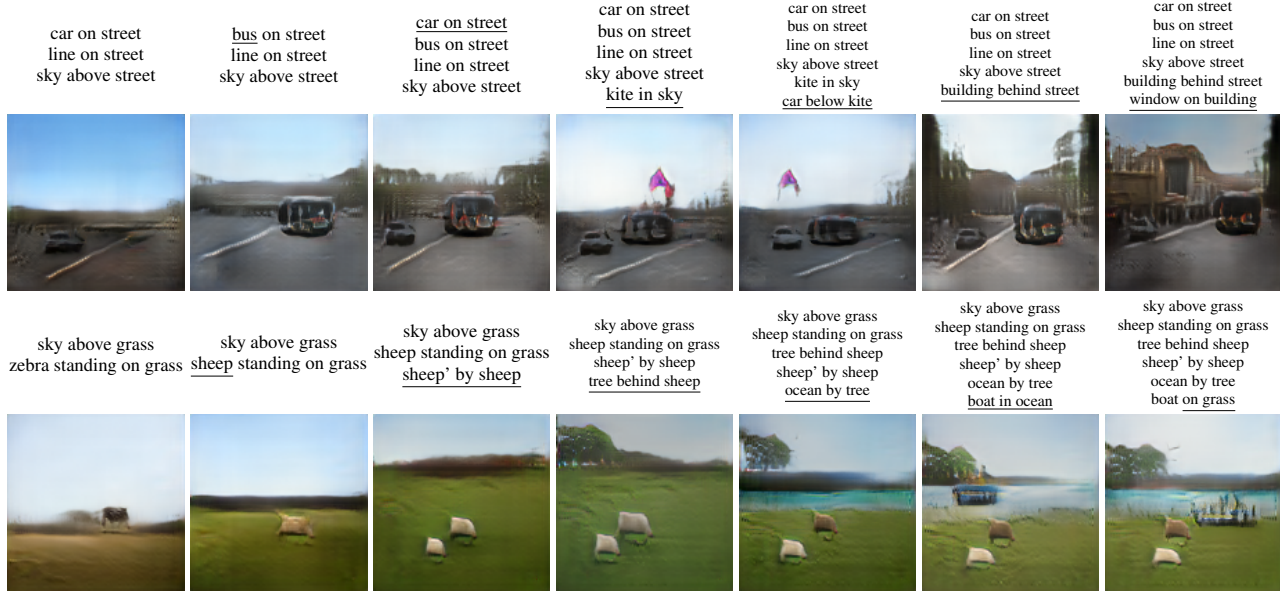 car on street
line on street
sky above street
bus on street
line on street
sky above street
car on street
bus on street
line on street
sky above street
car on street
bus on street
line on street
sky above street
kite in sky
car on street
bus on street
line on street
sky above street
kite in sky
car below kite
car on street
bus on street
line on street
sky above street
building behind street
car on street
bus on street
line on street
sky above street
building behind street
window on building
sky above grass
zebra standing on grass
sky above grass
sheep standing on grass
sky above grass
sheep standing on grass
sheep' by sheep
sky above grass
sheep standing on grass
sheep' by sheep
tree behind sheep
sky above grass
sheep standing on grass
tree behind sheep
sheep' by sheep
ocean by tree
sky above grass
sheep standing on grass
tree behind sheep
sheep' by sheep
ocean by tree
boat in ocean
sky above grass
sheep standing on grass
tree behind sheep
sheep' by sheep
ocean by tree
boat on grass